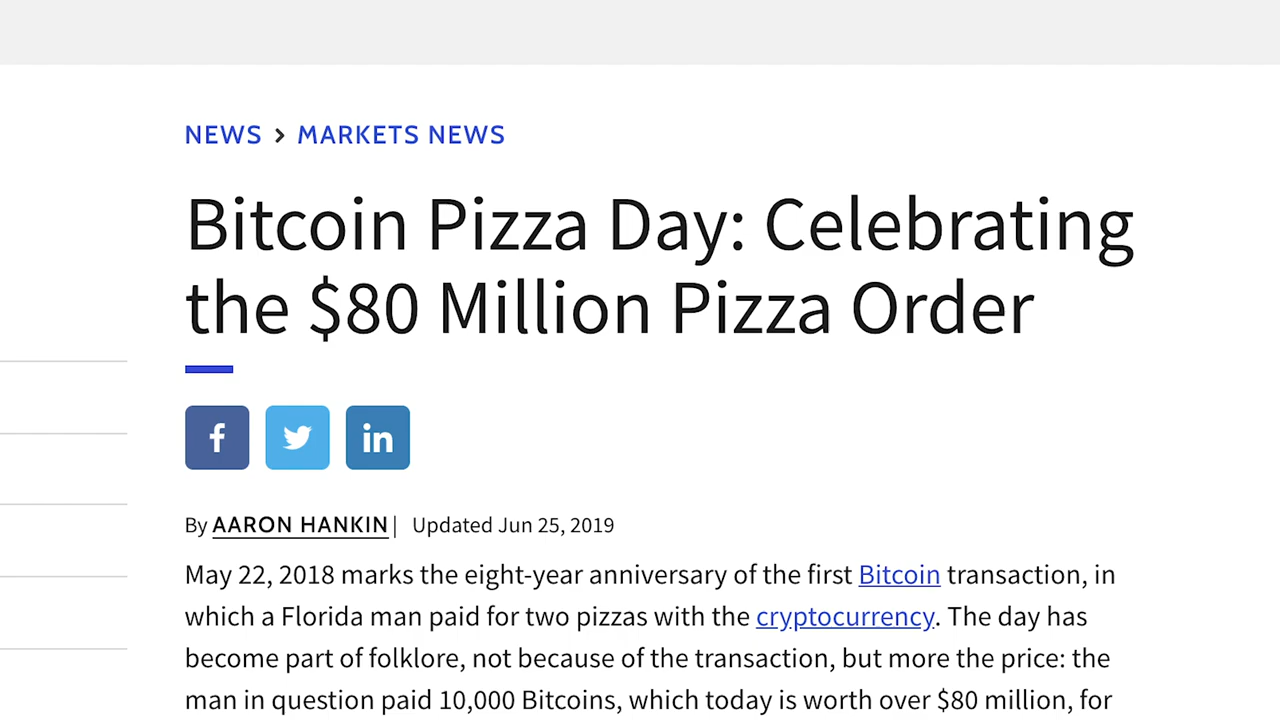 NEWS > MARKETS NEWS
Bitcoin Pizza Day: Celebrating
the $80 Million Pizza Order
f
in
By AARON HANKIN | Updated Jun 25, 2019
May 22, 2018 marks the eight-year anniversary of the first Bitcoin transaction, in
which a Florida man paid for two pizzas with the cryptocurrency. The day has
become part of folklore, not because of the transaction, but more the price: the
man in question paid 10,000 Bitcoins, which today is worth over $80 million, for